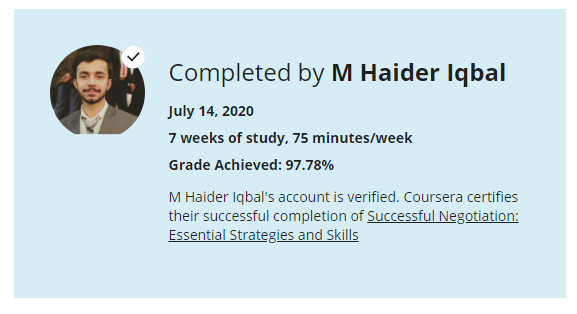 Completed by M Haider Iqbal
July 14, 2020
7 weeks of study, 75 minutes/week
Grade Achieved: 97.78%
M Haider Iqbal's account is verified. Coursera certifies
their successful completion of Successful Negotiation:
Essential Strategies and Skills